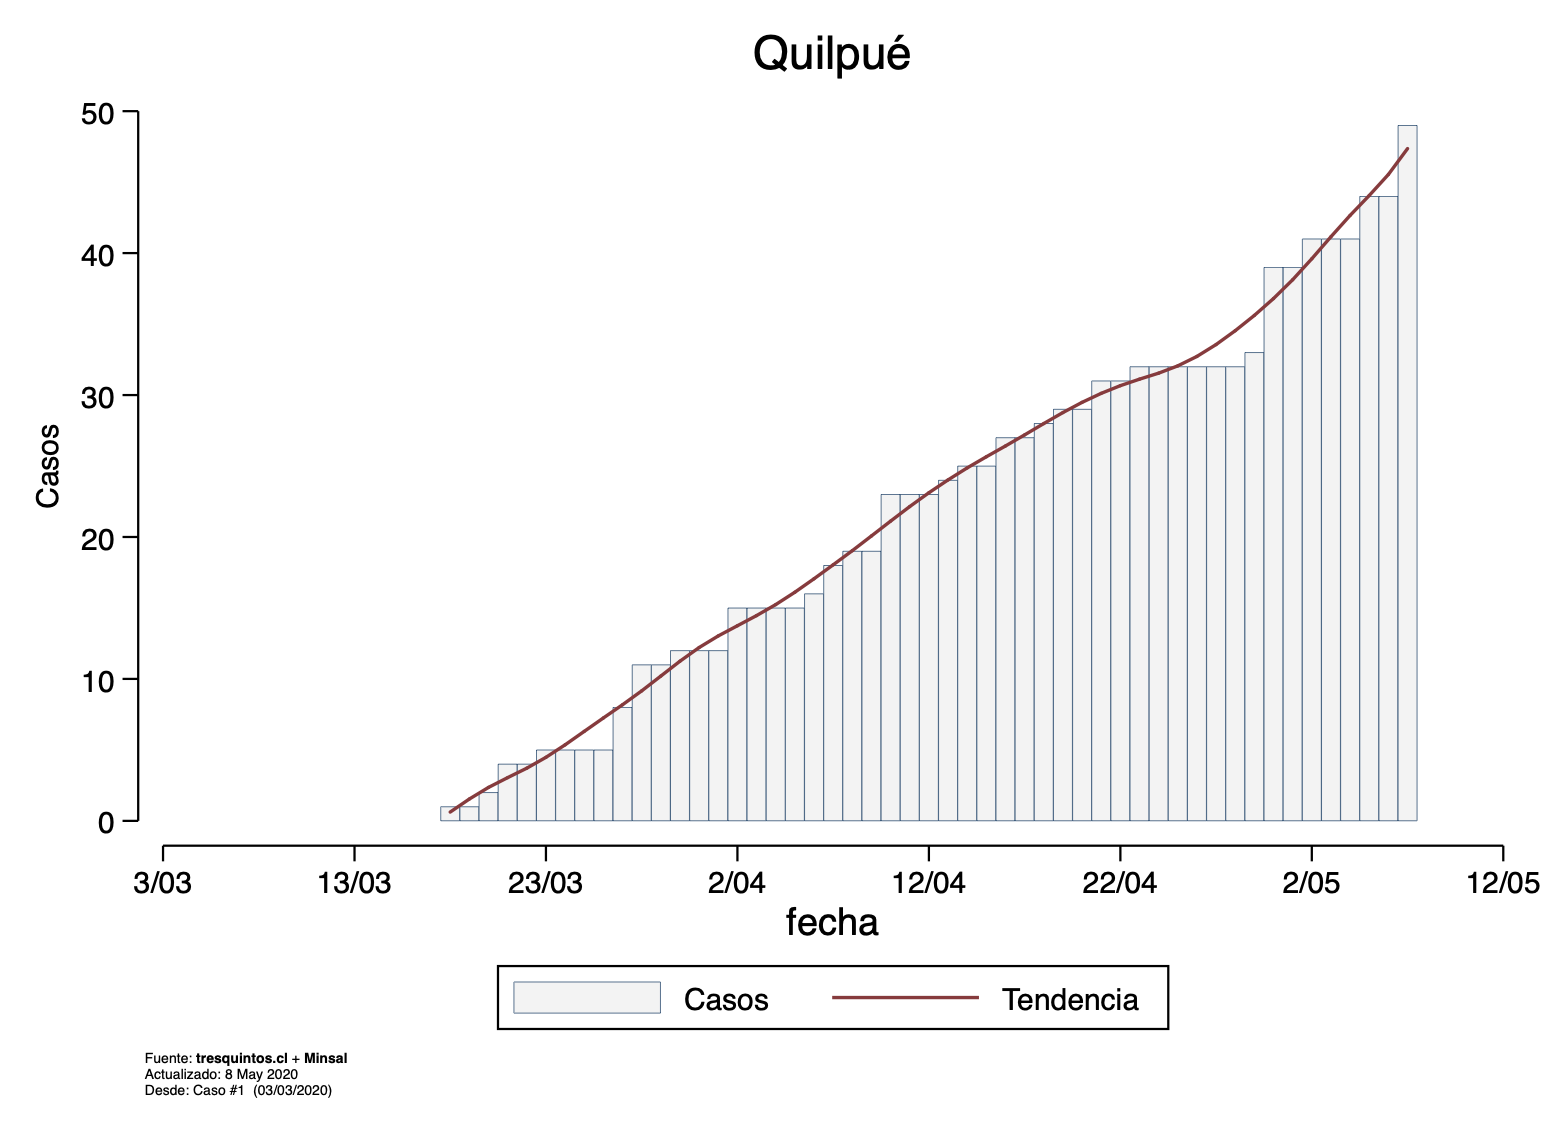 Quilpué
50
40
30
20
10
0
Casos
3/03 13/03 23/03 2/04 12/04 22/04 2/05 12/05
fecha
Casos Tendencia
Fuente: tresquintos.cl + Minsal
Actualizado: 8 May 2020
Desde: Caso #1 (03/03/2020)